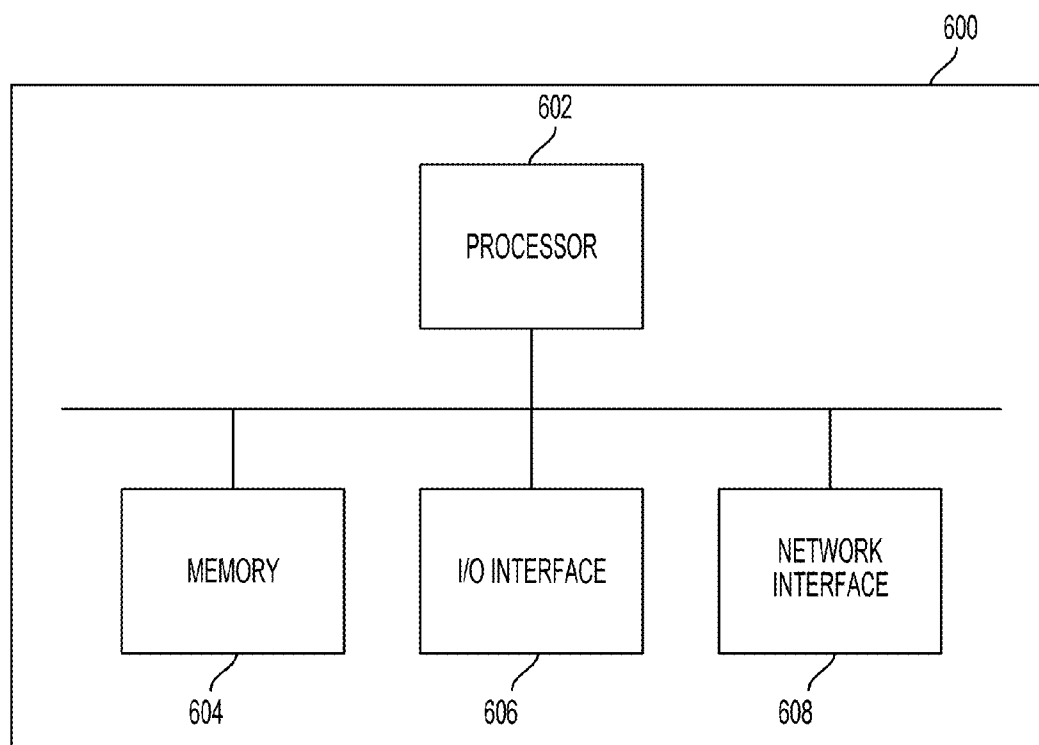 600
602
PROCESSOR
MEMORY
I/O INTERFACE
NETWORK
INTERFACE
604
606
608